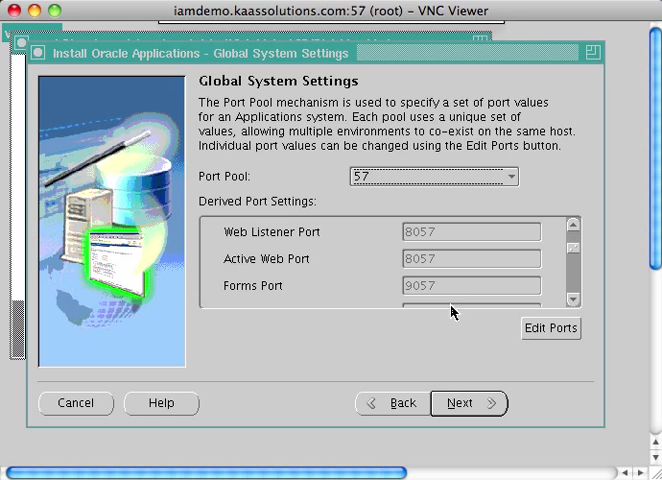 iamdemo.kaassolutions.com:57 (root) – VNC Viewer
Install Oracle Applications - Global System Settings
Global System Settings
The Port Pool mechanism is used to specify a set of port values
for an Applications system. Each pool uses a unique set of
values, allowing multiple environments to co-exist on the same host.
Individual port values can be changed using the Edit Ports button.
Port Pool: 57
Derived Port Settings:
Web Listener Port 8057
Active Web Port 8057
Forms Port 9057
Edit Ports
Cancel Help Back Next